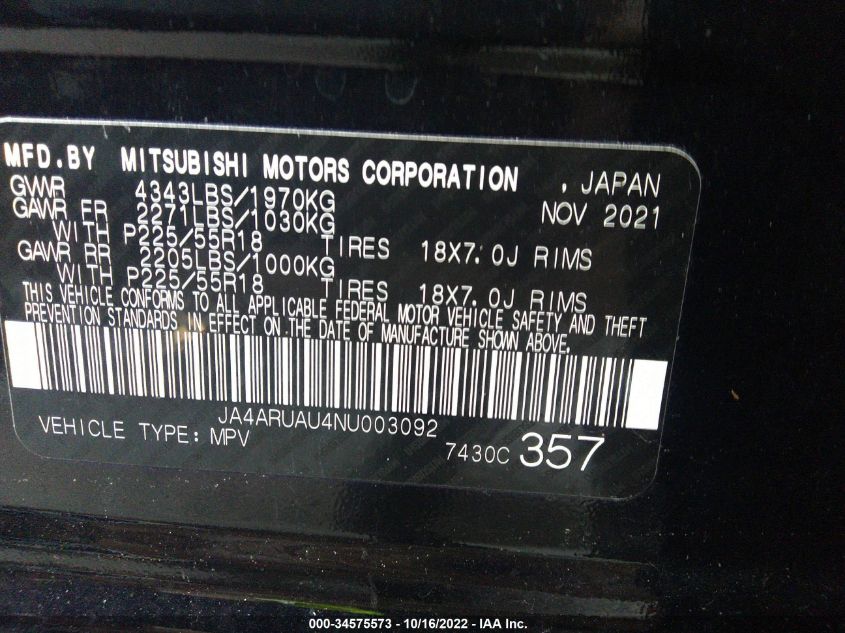 MFD.BY MITSUBISHI MOTORS CORPORATION , JAPAN
GVWR 4343LBS/1970KG NOV 2021
GAWR FR 2271LBS/1030KG
WITH P225/55R18 TIRES 18X7.0J RIMS
GAWR RR 2205LBS/1000KG
WITH P225/55R18 TIRES 18X7.0J RIMS
THIS VEHICLE CONFORMS TO ALL APPLICABLE FEDERAL MOTOR VEHICLE SAFETY AND THEFT
PREVENTION STANDARDS IN EFFECT ON THE DATE OF MANUFACTURE SHOWN ABOVE.
JA4ARUAU4NU003092
VEHICLE TYPE: MPV 7430C 357
000-34575573 - 10/16/2022 - IAA Inc.